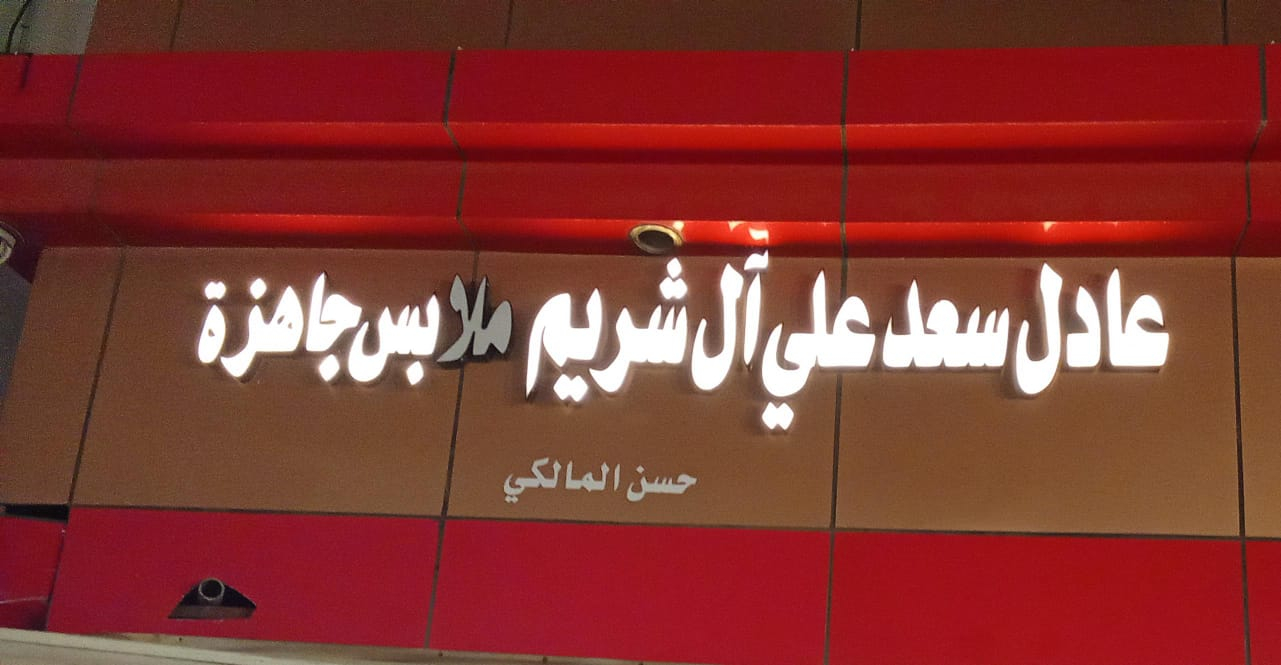 عادل سعد علي آل شريم ملابس جاهزة
حسن المالكي